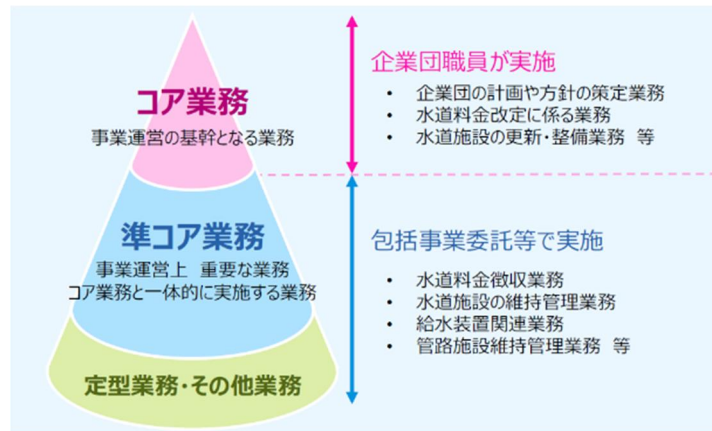 コア業務
事業運営の基幹となる業務
企業団職員が実施
・ 企業団の計画や方針の策定業務
・ 水道料金改定に係る業務
・ 水道施設の更新・整備業務 等
準コア業務
事業運営上 重要な業務
コア業務と一体的に実施する業務
包括事業委託等で実施
・ 水道料金徴収業務
・ 水道施設の維持管理業務
・ 給水装置関連業務
・ 管路施設維持管理業務 等
定型業務・その他業務